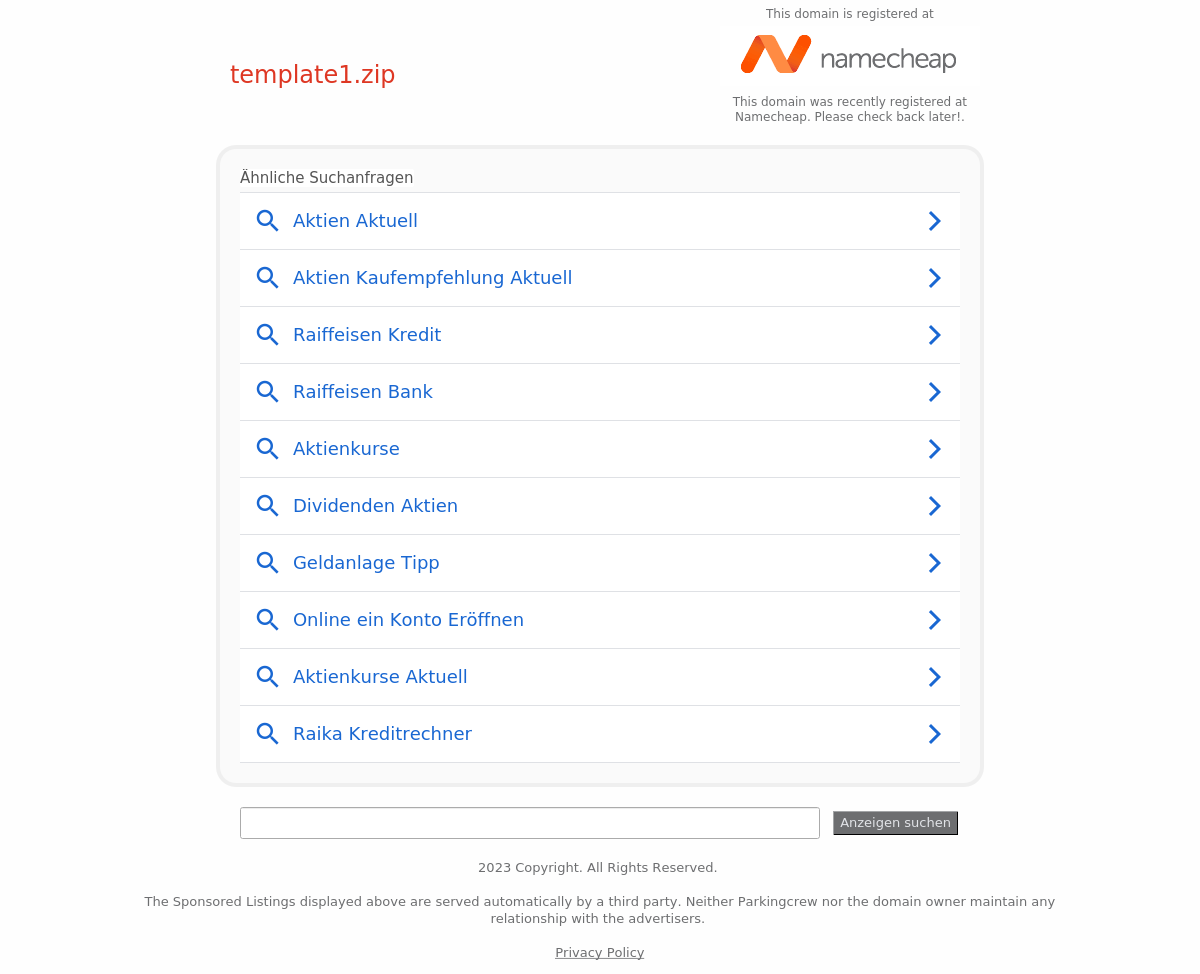 This domain is registered at
namecheap
template1.zip
This domain was recently registered at
Namecheap. Please check back later!.
Ähnliche Suchanfragen
Aktien Aktuell
Aktien Kaufempfehlung Aktuell
Raiffeisen Kredit
Raiffeisen Bank
Aktienkurse
Dividenden Aktien
Geldanlage Tipp
Online ein Konto Eröffnen
Aktienkurse Aktuell
Raika Kreditrechner
Anzeigen suchen
2023 Copyright. All Rights Reserved.
The Sponsored Listings displayed above are served automatically by a third party. Neither Parkingcrew nor the domain owner maintain any
relationship with the advertisers.
Privacy Policy